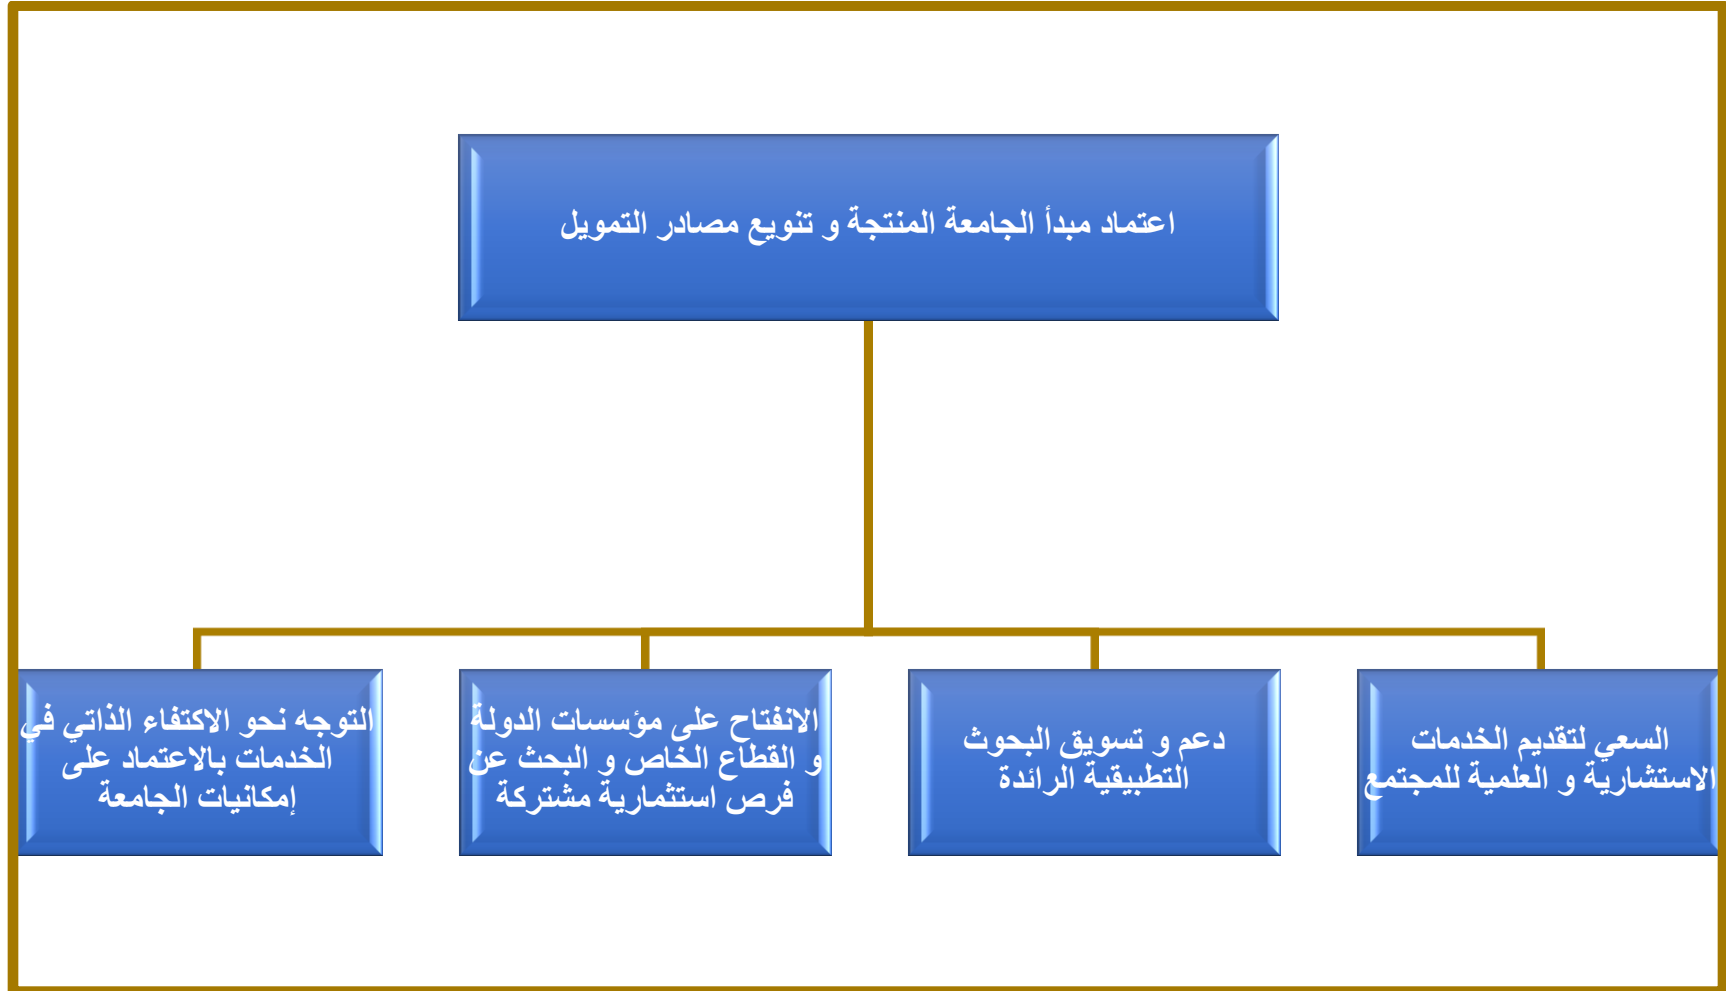 اعتماد مبدأ الجامعة المنتجة و تنويع مصادر التمويل
السعي لتقديم الخدمات
الاستشارية و العلمية للمجتمع
دعم و تسويق البحوث
التطبيقية الرائدة
الانفتاح على مؤسسات الدولة
و القطاع الخاص و البحث عن
فرص استثمارية مشتركة
التوجه نحو الاكتفاء الذاتي في
الخدمات بالاعتماد على
إمكانيات الجامعة